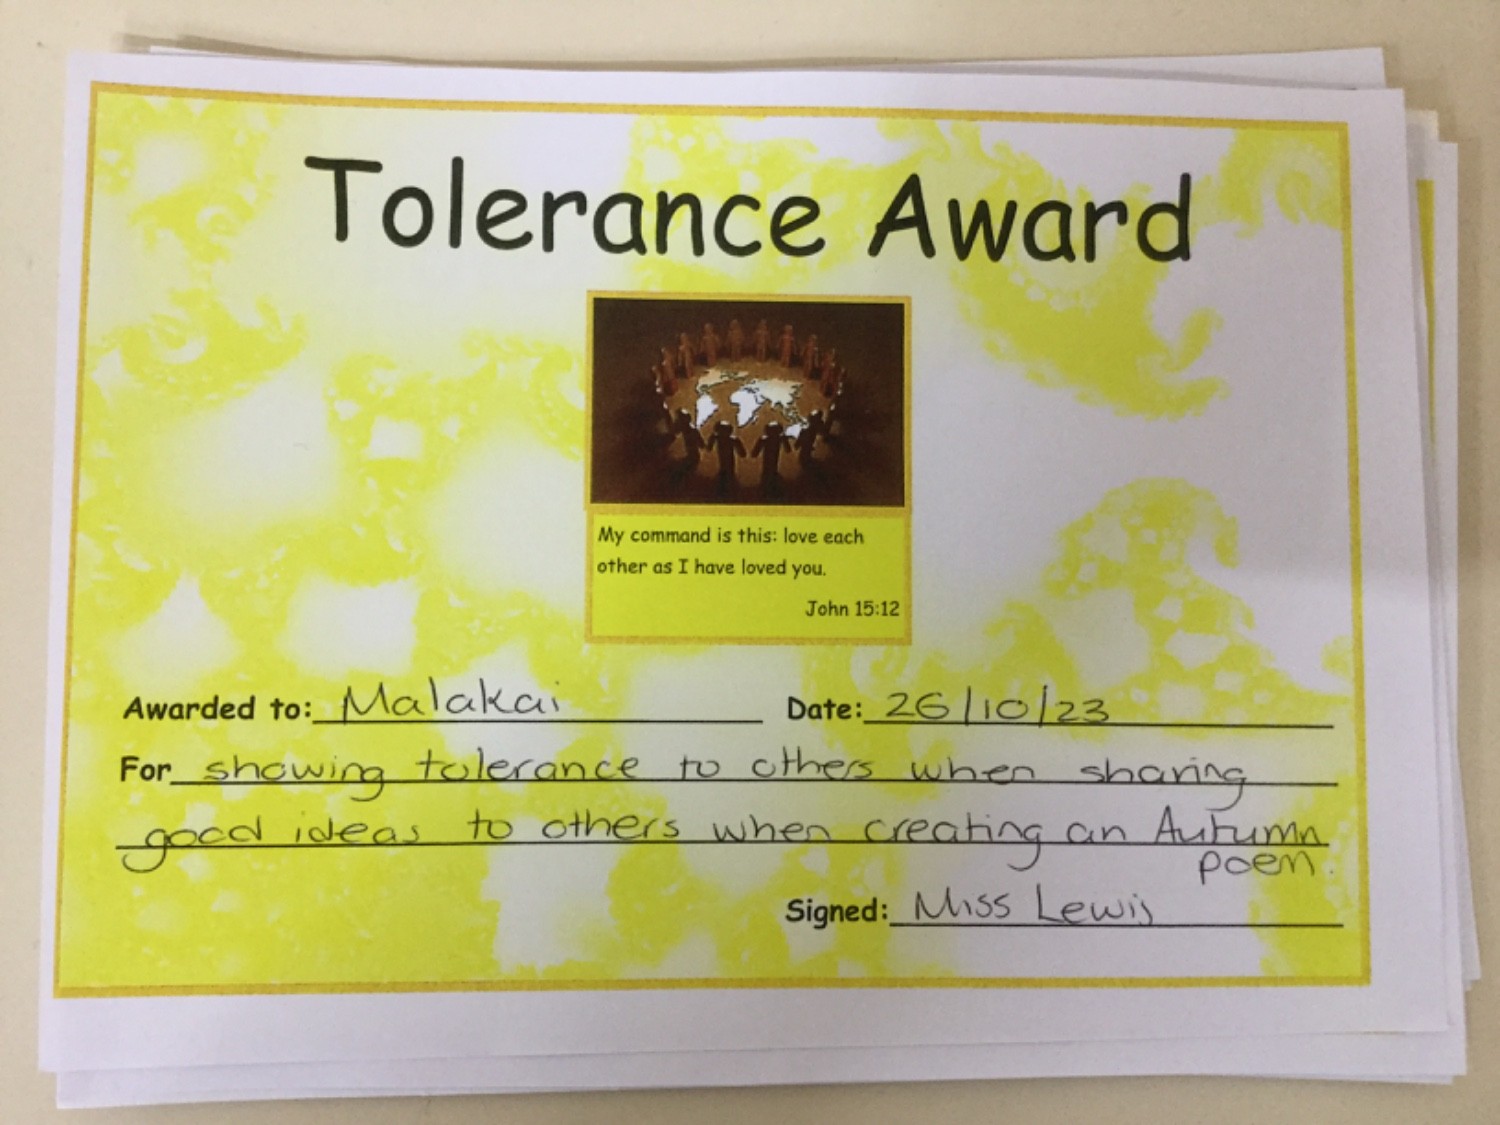 Tolerance Award
My command is this: love each
other as I have loved you.
John 15:12
Awarded to: Malakai Date: 26/10/23
For showing tolerance to others when sharing
good ideas to others when creating an Autumn
poem.
Signed: Miss Lewis